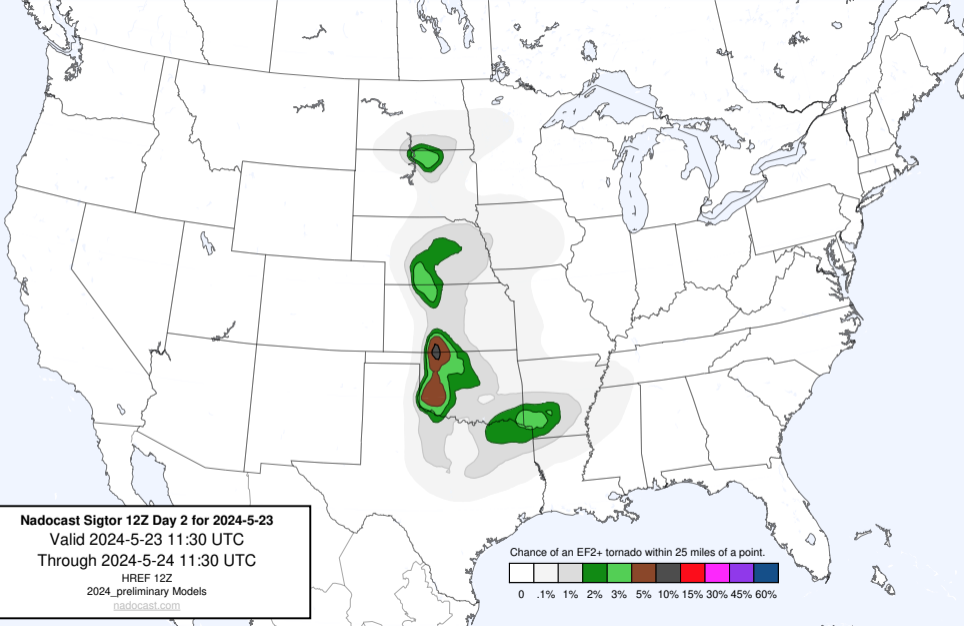 Nadocast Sigtor 12Z Day 2 for 2024-5-23
Valid 2024-5-23 11:30 UTC
Through 2024-5-24 11:30 UTC
HREF 12Z
2024_preliminary Models
nadocast.com
Chance of an EF2+ tornado within 25 miles of a point.
0 .1% 1% 2% 3% 5% 10% 15% 30% 45% 60%